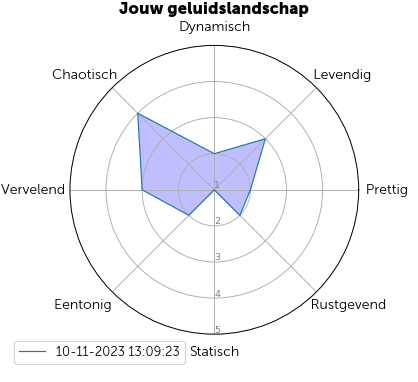 Jouw geluidslandschap
Dynamisch
Chaotisch
Levendig
Vervelend
1
Prettig
2
3
4
Eentonig
Rustgevend
5
10-11-2023 13:09:23
Statisch